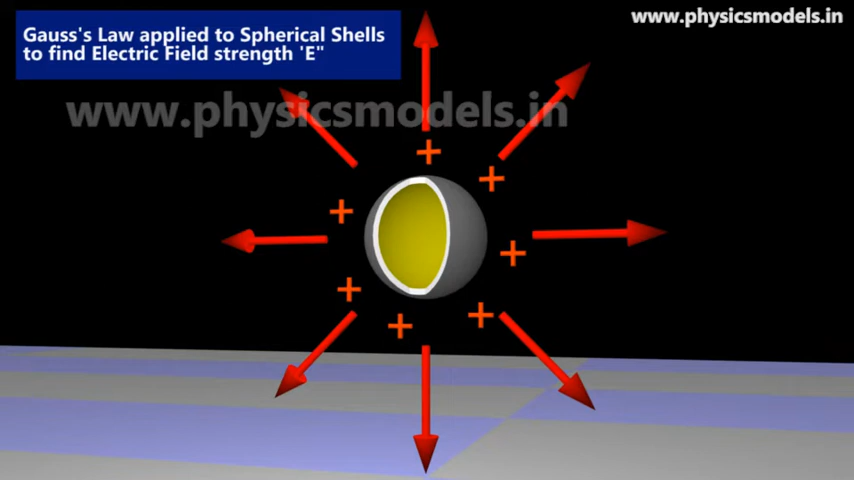 www.physicsmodels.in
Gauss's Law applied to Spherical Shells
to find Electric Field strength 'E"
www.physicsmodels.in
+
+
+
+
+
+
+